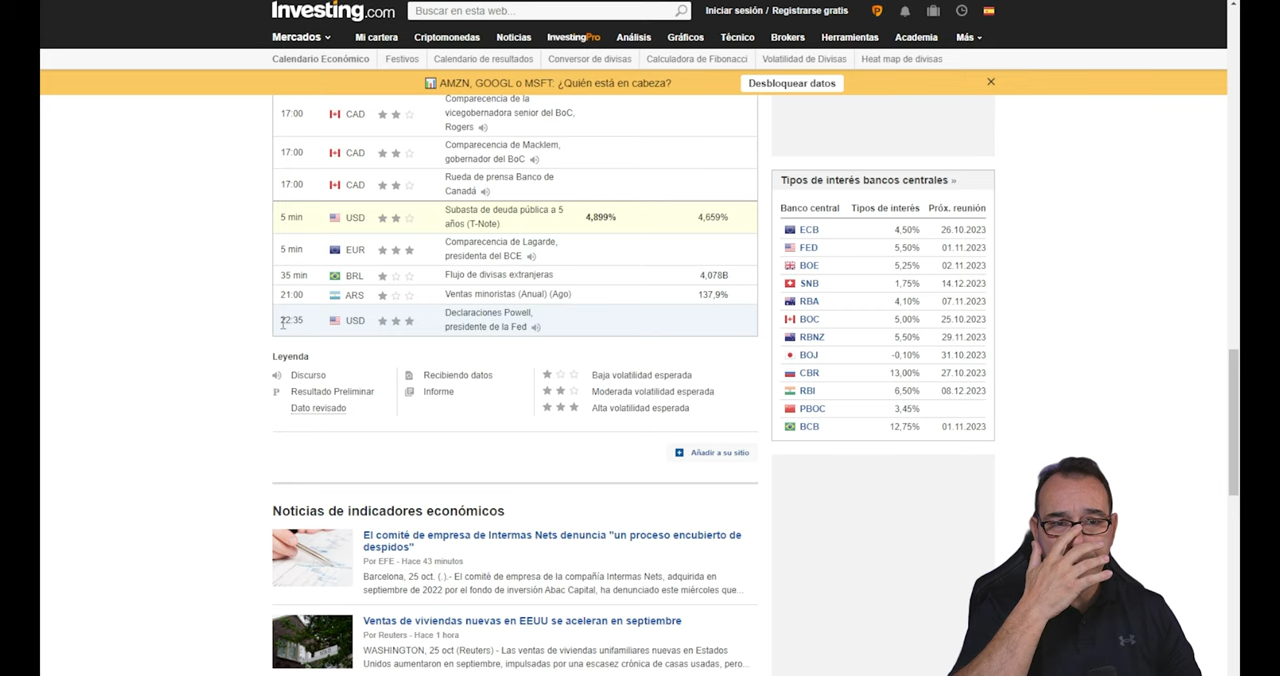 Investing.com
Buscar en esta web...
Iniciar sesión / Registrarse gratis
Mercados
Mi cartera
Criptomonedas
Noticias
InvestingPro
Análisis
Gráficos
Técnico
Brokers
Herramientas
Academia
Más
Calendario Económico
Festivos
Calendario de resultados
Conversor de divisas
Calculadora de Fibonacci
Volatilidad de Divisas
Heat map de divisas
AMZN, GOOGL o MSFT: ¿Quién está en cabeza?
Desbloquear datos
17:00 CAD Comparecencia de la
vicegobernadora senior del BoC,
Rogers
17:00 CAD Comparecencia de Macklem,
gobernador del BoC
17:00 CAD Rueda de prensa Banco de
Canadá
5 min USD Subasta de deuda pública a 5 4,899% 4,659%
años (T-Note)
5 min EUR Comparecencia de Lagarde,
presidenta del BCE
35 min BRL Flujo de divisas extranjeras 4,078B
21:00 ARS Ventas minoristas (Anual) (Ago) 137,9%
22:35 USD Declaraciones Powell,
presidente de la Fed
Leyenda
Discurso
P Resultado Preliminar
Dato revisado
Recibiendo datos
Informe
Baja volatilidad esperada
Moderada volatilidad esperada
Alta volatilidad esperada
Añadir a su sitio
Noticias de indicadores económicos
El comité de empresa de Intermas Nets denuncia "un proceso encubierto de
despidos"
Por EFE - Hace 43 minutos
Barcelona, 25 oct. (.).- El comité de empresa de la compañía Intermas Nets, adquirida en
septiembre de 2022 por el fondo de inversión Abac Capital, ha denunciado este miércoles que...
Ventas de viviendas nuevas en EEUU se aceleran en septiembre
Por Reuters - Hace 1 hora
WASHINGTON, 25 oct (Reuters) - Las ventas de viviendas unifamiliares nuevas en Estados
Unidos aumentaron en septiembre, impulsadas por una escasez crónica de casas usadas, pero...
Tipos de interés bancos centrales »
Banco central Tipos de interés Próx. reunión
ECB 4,50% 26.10.2023
FED 5,50% 01.11.2023
BOE 5,25% 02.11.2023
SNB 1,75% 14.12.2023
RBA 4,10% 07.11.2023
BOC 5,00% 25.10.2023
RBNZ 5,50% 29.11.2023
BOJ -0,10% 31.10.2023
CBR 13,00% 27.10.2023
RBI 6,50% 08.12.2023
PBOC 3,45%
BCB 12,75% 01.11.2023